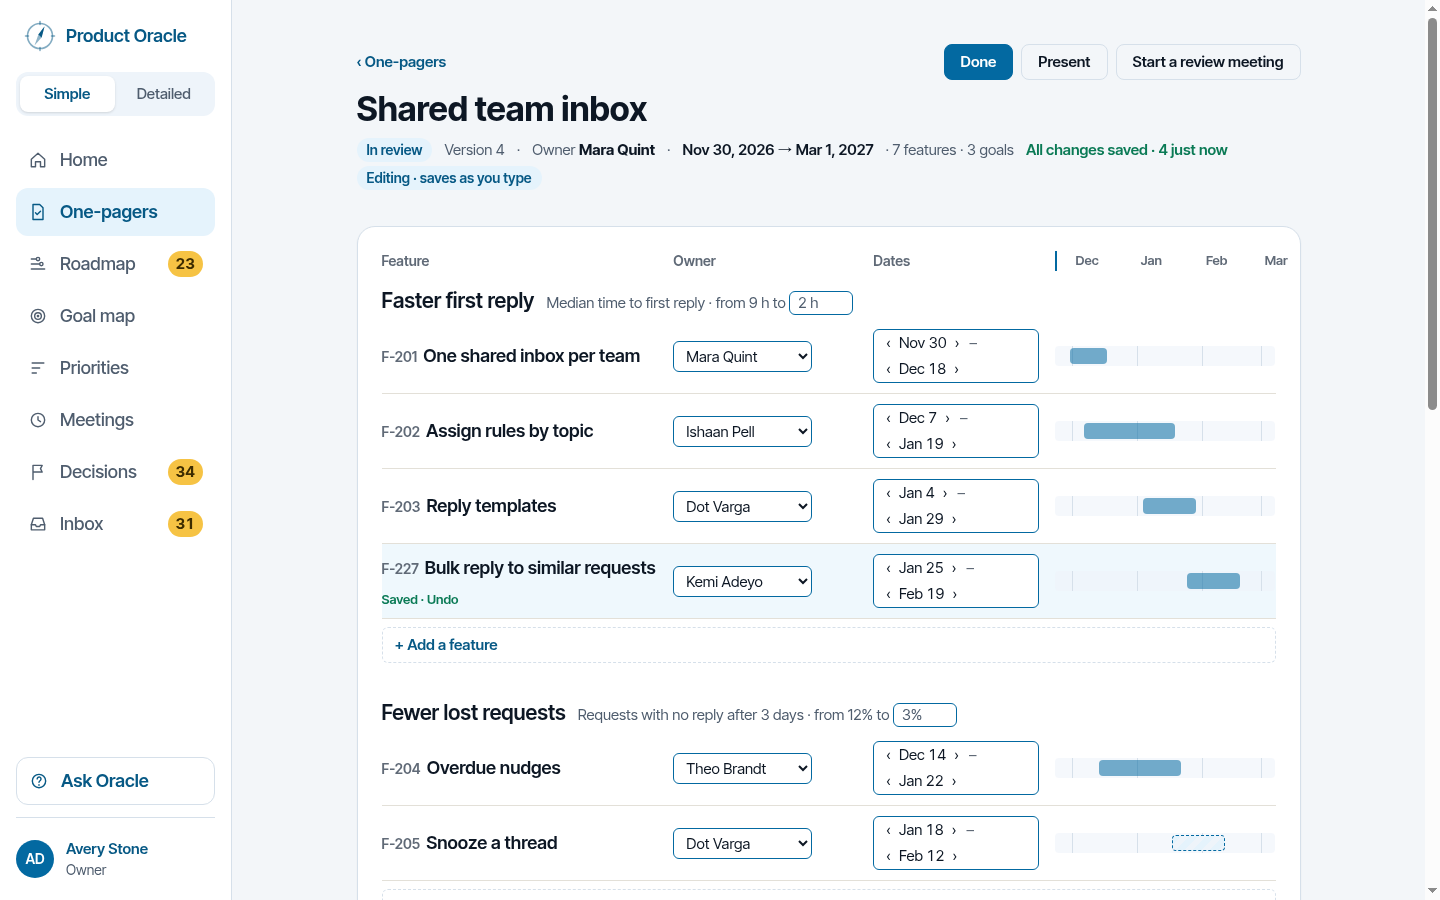 Product Oracle
Simple Detailed
Home
One-pagers
Roadmap 23
Goal map
Priorities
Meetings
Decisions 34
Inbox 31
Ask Oracle
AD Avery Stone
Owner
‹ One-pagers
Done Present Start a review meeting
Shared team inbox
In review Version 4 · Owner Mara Quint · Nov 30, 2026 → Mar 1, 2027 · 7 features · 3 goals All changes saved · 4 just now
Editing · saves as you type
Feature Owner Dates Dec Jan Feb Mar
Faster first reply Median time to first reply · from 9 h to 2 h
F-201 One shared inbox per team Mara Quint ‹ Nov 30 › –
‹ Dec 18 ›
F-202 Assign rules by topic Ishaan Pell ‹ Dec 7 › –
‹ Jan 19 ›
F-203 Reply templates Dot Varga ‹ Jan 4 › –
‹ Jan 29 ›
F-227 Bulk reply to similar requests Kemi Adeyo ‹ Jan 25 › –
‹ Feb 19 ›
Saved · Undo
+ Add a feature
Fewer lost requests Requests with no reply after 3 days · from 12% to 3%
F-204 Overdue nudges Theo Brandt ‹ Dec 14 › –
‹ Jan 22 ›
F-205 Snooze a thread Dot Varga ‹ Jan 18 › –
‹ Feb 12 ›